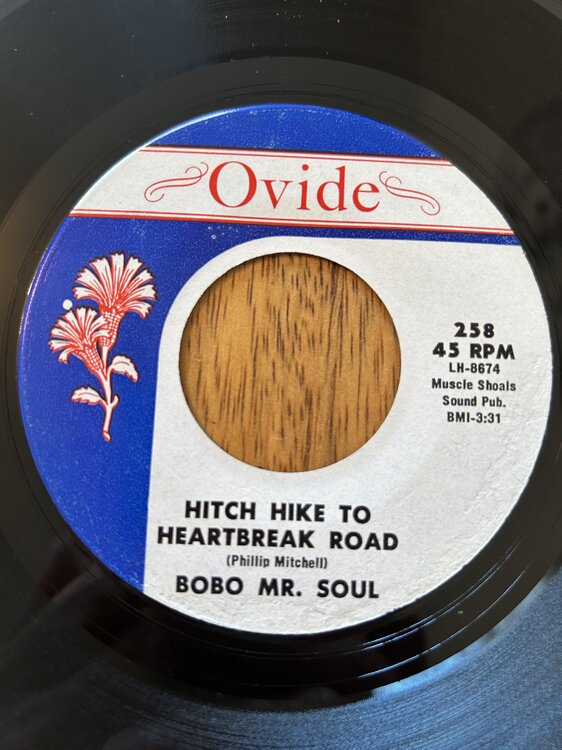 Ovide
258
45 RPM
LH-8674
Muscle Shoals
Sound Pub.
BMI-3:31
HITCH HIKE TO
HEARTBREAK ROAD
(Phillip Mitchell)
BOBO MR. SOUL